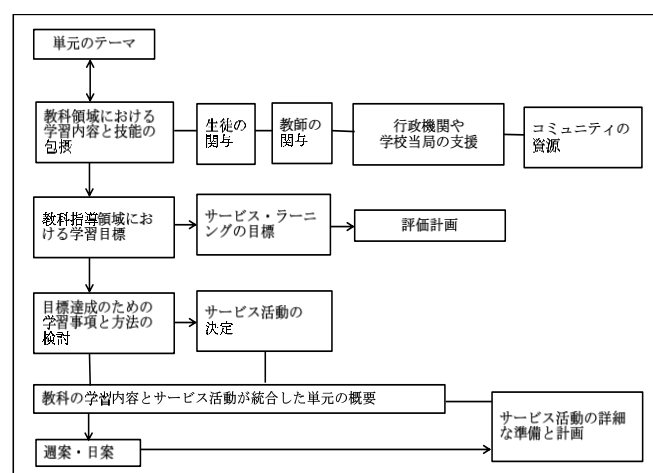 単元のテーマ
教科領域における
学習内容と技能の
包摂
生徒の
関与
教師の
関与
行政機関や
学校当局の支援
コミュニティの
資源
教科指導領域にお
ける学習目標
サービス・ラーニ
ングの目標
評価計画
目標達成のための
学習事項と方法の
検討
サービス活動の
決定
教科の学習内容とサービス活動が統合した単元の概要
サービス活動の詳細
な準備と計画
週案・日案